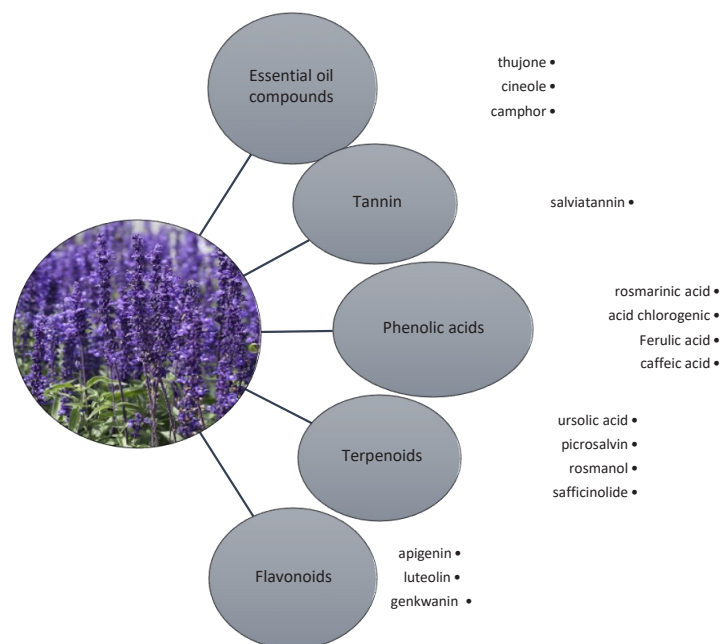 Essential oil
compounds
thujone •
cineole •
camphor •
Tannin
salviatannin •
Phenolic acids
rosmarinic acid •
acid chlorogenic •
Ferulic acid •
caffeic acid •
Terpenoids
ursolic acid •
picrosalvin •
rosmanol •
safficinolide •
Flavonoids
apigenin •
luteolin •
genkwanin •